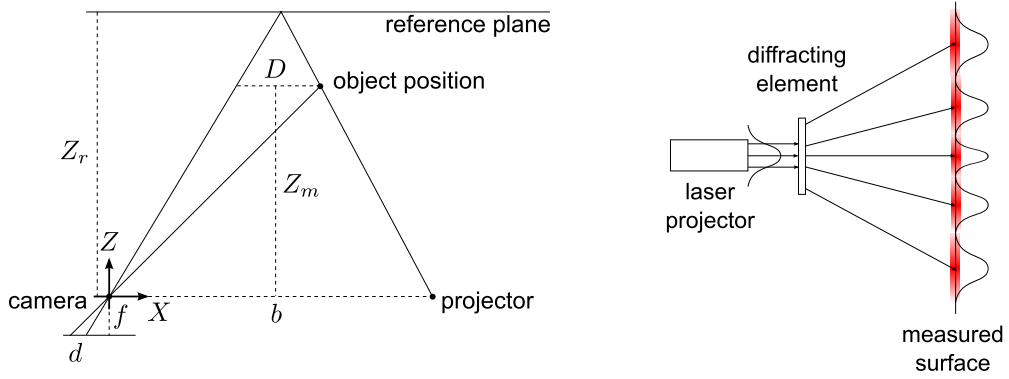 reference plane
D
object position
Z_r
Z_m
Z
camera
X
f
b
projector
d
diffracting
element
laser
projector
measured
surface